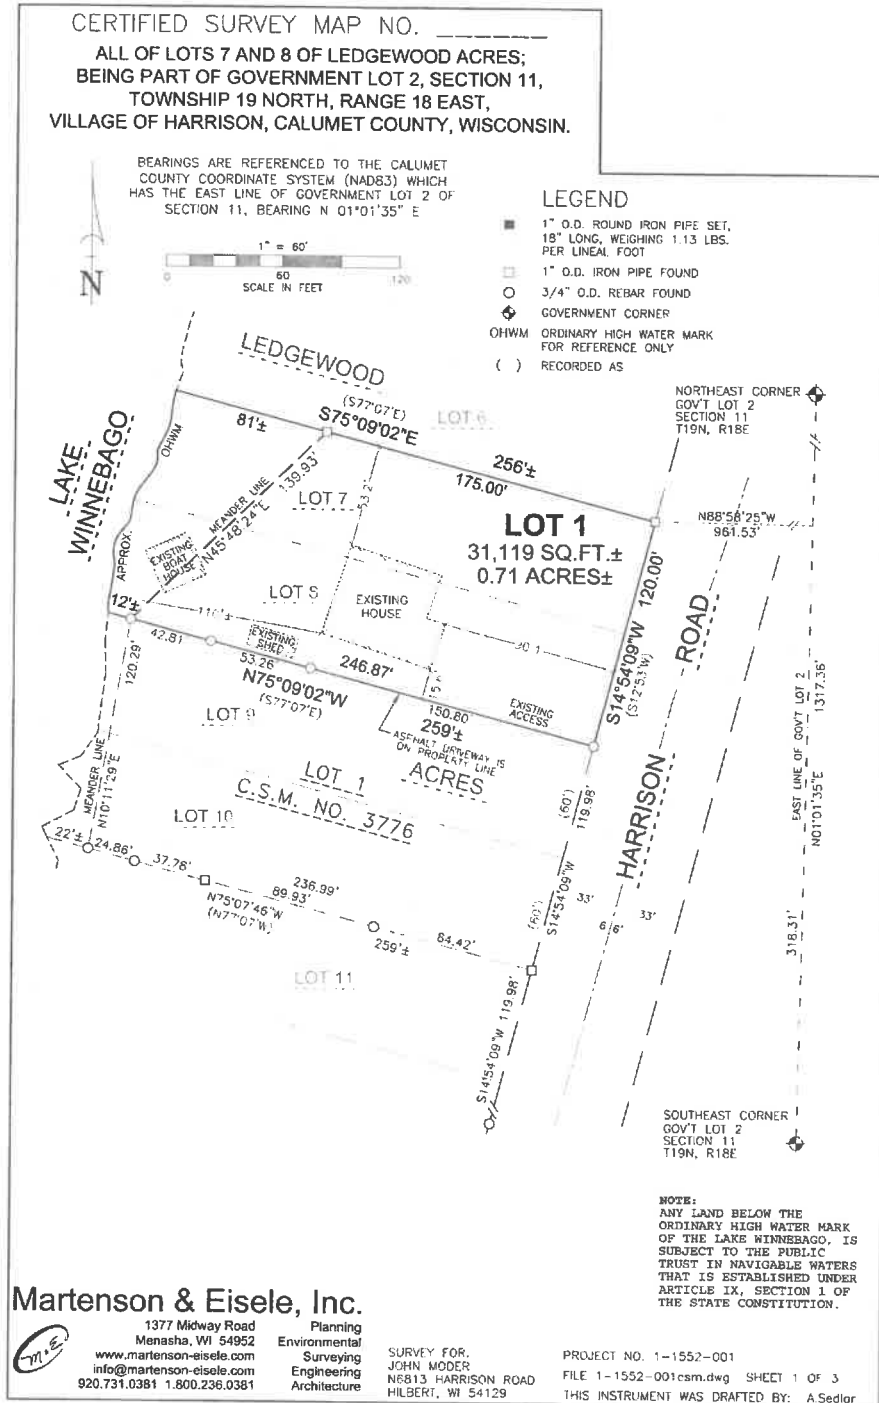 CERTIFIED SURVEY MAP NO. ________
ALL OF LOTS 7 AND 8 OF LEDGEWOOD ACRES;
BEING PART OF GOVERNMENT LOT 2, SECTION 11,
TOWNSHIP 19 NORTH, RANGE 18 EAST,
VILLAGE OF HARRISON, CALUMET COUNTY, WISCONSIN.
BEARINGS ARE REFERENCED TO THE CALUMET
COUNTY COORDINATE SYSTEM (NAD83) WHICH
HAS THE EAST LINE OF GOVERNMENT LOT 2 OF
SECTION 11, BEARING N 01°01'35" E
N
1" = 60'
0 60 120
SCALE IN FEET
LEGEND
1" O.D. ROUND IRON PIPE SET,
18" LONG, WEIGHING 1.13 LBS.
PER LINEAL FOOT
1" O.D. IRON PIPE FOUND
3/4" O.D. REBAR FOUND
GOVERNMENT CORNER
OHWM ORDINARY HIGH WATER MARK
FOR REFERENCE ONLY
( ) RECORDED AS
NORTHEAST CORNER
GOV'T LOT 2
SECTION 11
T19N, R18E
LEDGEWOOD
(S77°07'E)
S75°09'02"E
81'±
LOT 6
256'±
175.00'
LAKE
WINNEBAGO
OHWM
APPROX.
MEANDER LINE
N45°48'24"E
139.93'
LOT 7
53.2'
LOT 1
31,119 SQ.FT.±
0.71 ACRES±
N88°58'25"W
961.53'
EXISTING
BOAT
HOUSE
LOT 8
EXISTING
HOUSE
12'±
116'±
42.81
EXISTING
SHED
53.26
246.87'
N75°09'02"W
(S77°07'E)
30.1
15.4
150.80'
259'±
EXISTING
ACCESS
ASPHALT DRIVEWAY IS
ON PROPERTY LINE
S14°54'09"W 120.00'
(S12°53'W)
HARRISON ROAD
EAST LINE OF GOV'T LOT 2
N01°01'35"E 1317.36'
318.31'
120.29'
MEANDER LINE
N10°11'29"E
LOT 9
LOT 1
C.S.M. NO. 3776
ACRES
LOT 10
(60')
119.98'
S14°54'09"W
(60')
33'
66'
33'
22'±
24.86'
37.76'
236.99'
89.93'
N75°07'46"W
(N77°07'W)
259'±
84.42'
LOT 11
S14°54'09"W 119.98'
SOUTHEAST CORNER
GOV'T LOT 2
SECTION 11
T19N, R18E
NOTE:
ANY LAND BELOW THE
ORDINARY HIGH WATER MARK
OF THE LAKE WINNEBAGO, IS
SUBJECT TO THE PUBLIC
TRUST IN NAVIGABLE WATERS
THAT IS ESTABLISHED UNDER
ARTICLE IX, SECTION 1 OF
THE STATE CONSTITUTION.
Martenson & Eisele, Inc.
M.E.
1377 Midway Road
Menasha, WI 54952
www.martenson-eisele.com
info@martenson-eisele.com
920.731.0381 1.800.236.0381
Planning
Environmental
Surveying
Engineering
Architecture
SURVEY FOR:
JOHN MODER
N6813 HARRISON ROAD
HILBERT, WI 54129
PROJECT NO. 1-1552-001
FILE 1-1552-001csm.dwg SHEET 1 OF 3
THIS INSTRUMENT WAS DRAFTED BY: A.Sedlar